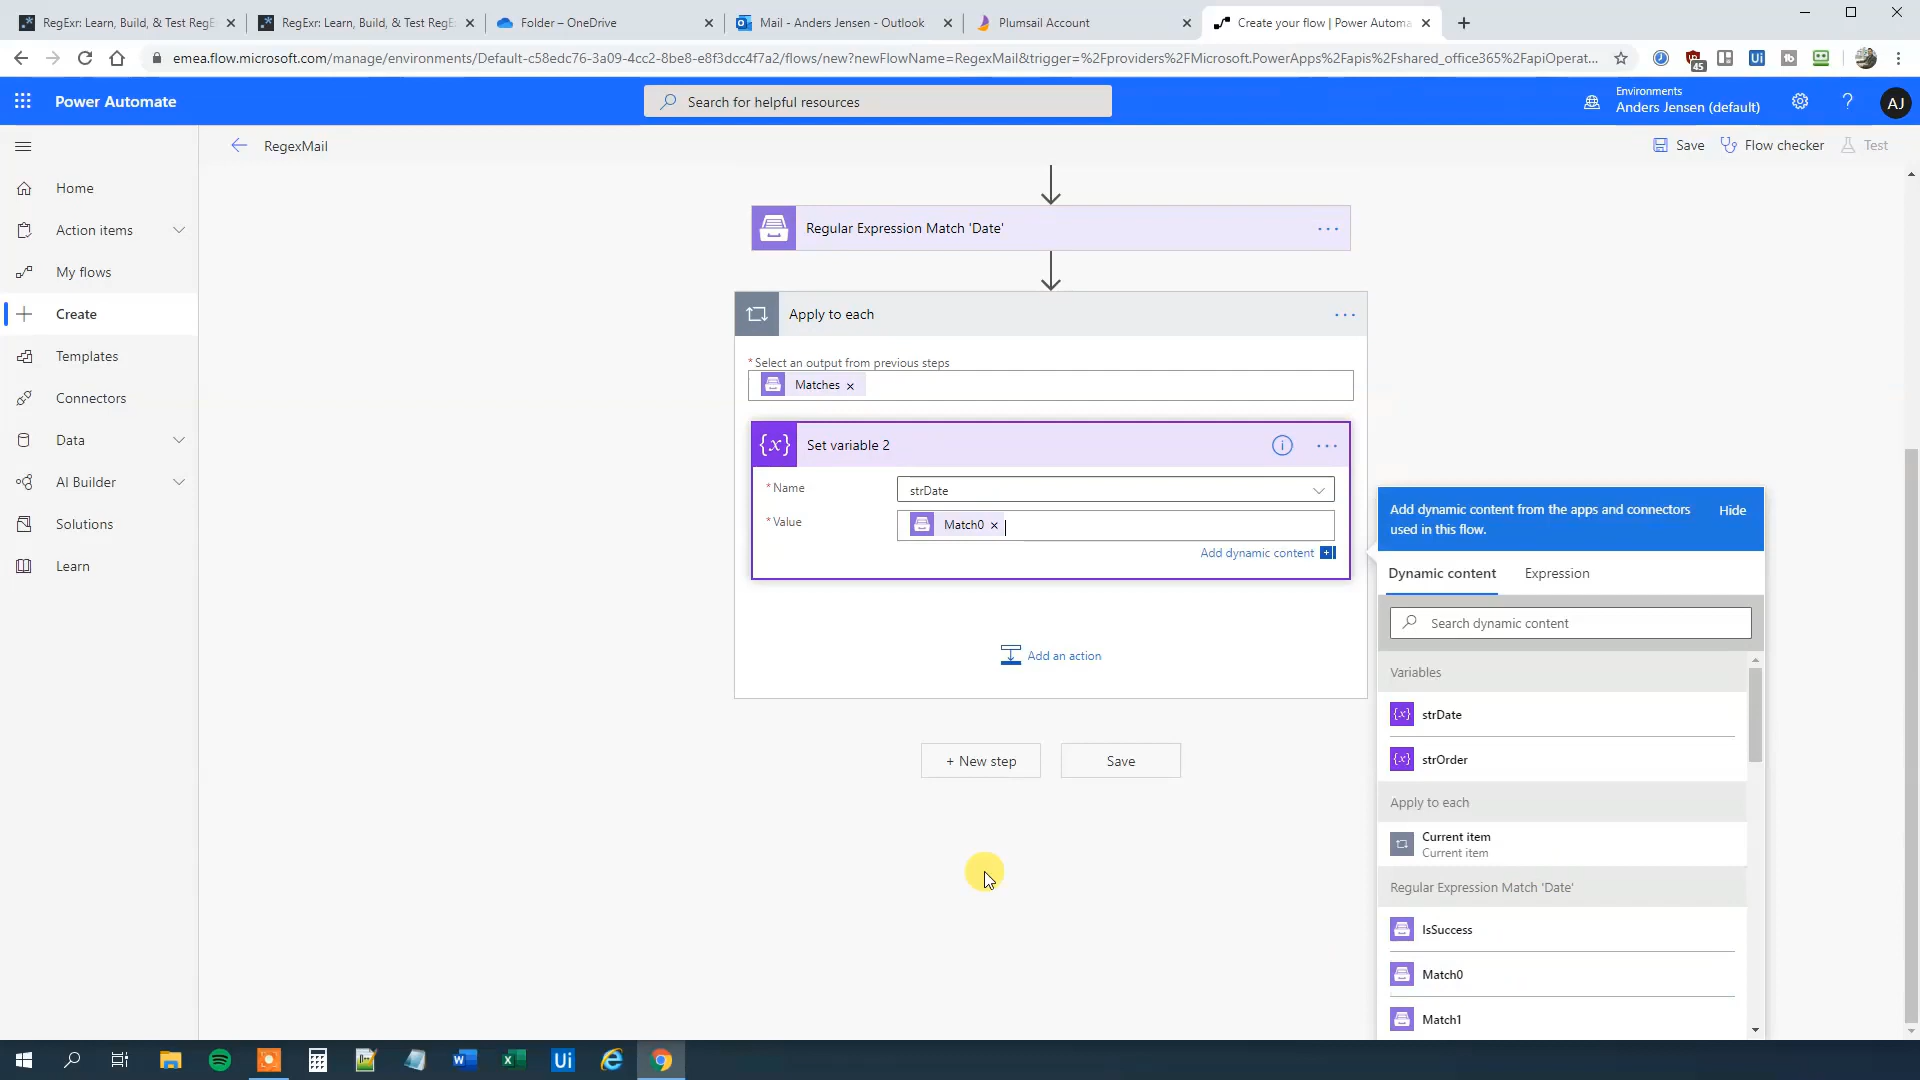 RegExr: Learn, Build, & Test RegE
RegExr: Learn, Build, & Test RegE
Folder – OneDrive
Mail - Anders Jensen - Outlook
Plumsail Account
Create your flow | Power Automa
emea.flow.microsoft.com/manage/environments/Default-c58edc76-3a09-4cc2-8be8-e8f3dcc4f7a2/flows/new?newFlowName=RegexMail&trigger=%2Fproviders%2FMicrosoft.PowerApps%2Fapis%2Fshared_office365%2FapiOperat...
45
Ui
Power Automate
Search for helpful resources
Environments
Anders Jensen (default)
?
AJ
RegexMail
Save
Flow checker
Test
Home
Action items
My flows
Create
Templates
Connectors
Data
AI Builder
Solutions
Learn
Regular Expression Match 'Date'
...
Apply to each
...
* Select an output from previous steps
Matches ×
{x} Set variable 2
...
* Name
strDate
* Value
Match0 ×
Add dynamic content +
Add an action
+ New step
Save
Add dynamic content from the apps and connectors used in this flow.
Hide
Dynamic content
Expression
Search dynamic content
Variables
{x} strDate
{x} strOrder
Apply to each
Current item
Current item
Regular Expression Match 'Date'
IsSuccess
Match0
Match1
Ui